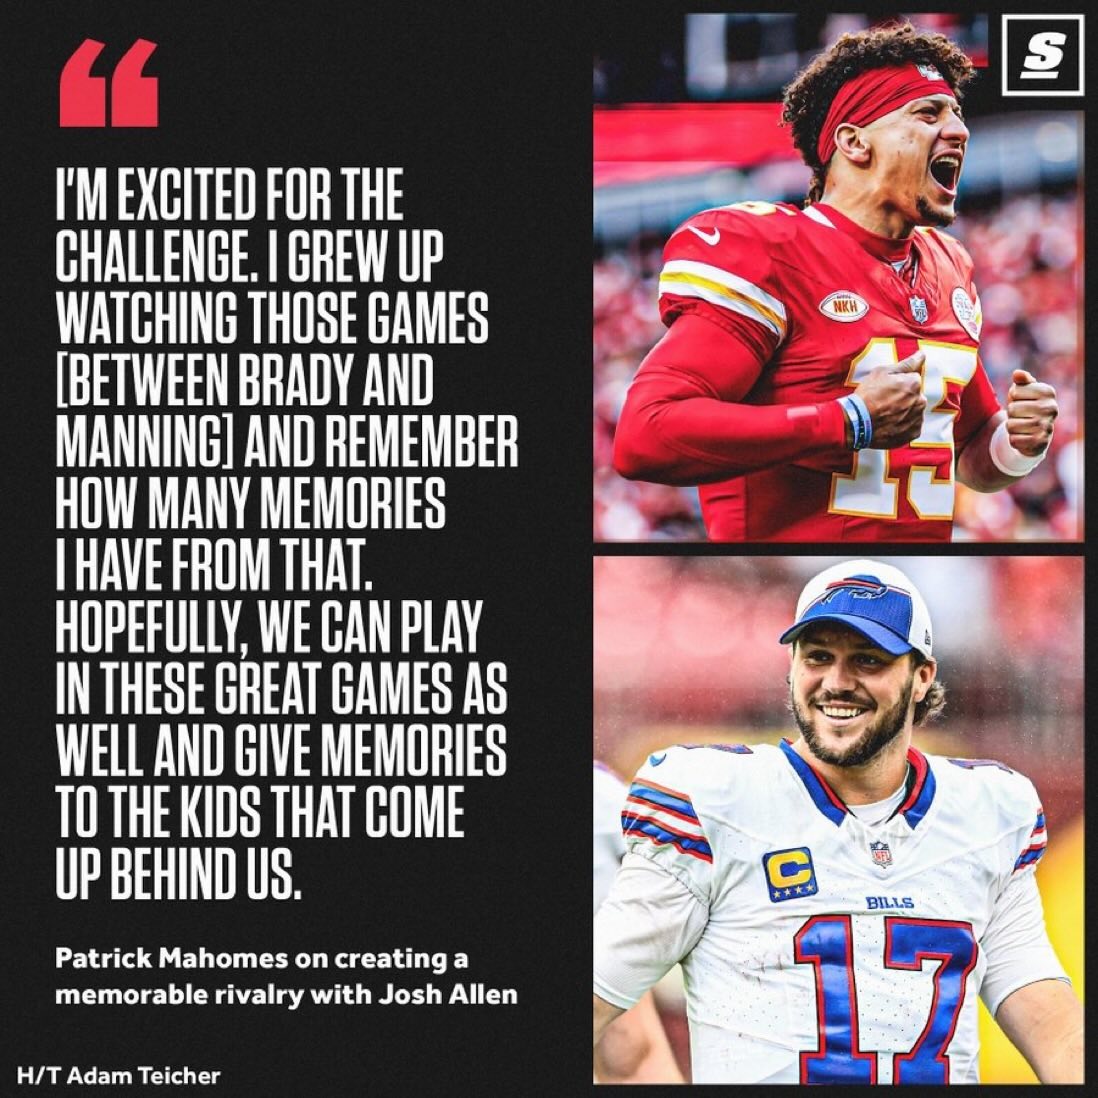 S
I'M EXCITED FOR THE
CHALLENGE. I GREW UP
WATCHING THOSE GAMES
[BETWEEN BRADY AND
MANNING] AND REMEMBER
HOW MANY MEMORIES
I HAVE FROM THAT.
HOPEFULLY, WE CAN PLAY
IN THESE GREAT GAMES AS
WELL AND GIVE MEMORIES
TO THE KIDS THAT COME
UP BEHIND US.
Patrick Mahomes on creating a
memorable rivalry with Josh Allen
H/T Adam Teicher
NKH
NFL
15
C
NFL
BILLS
17